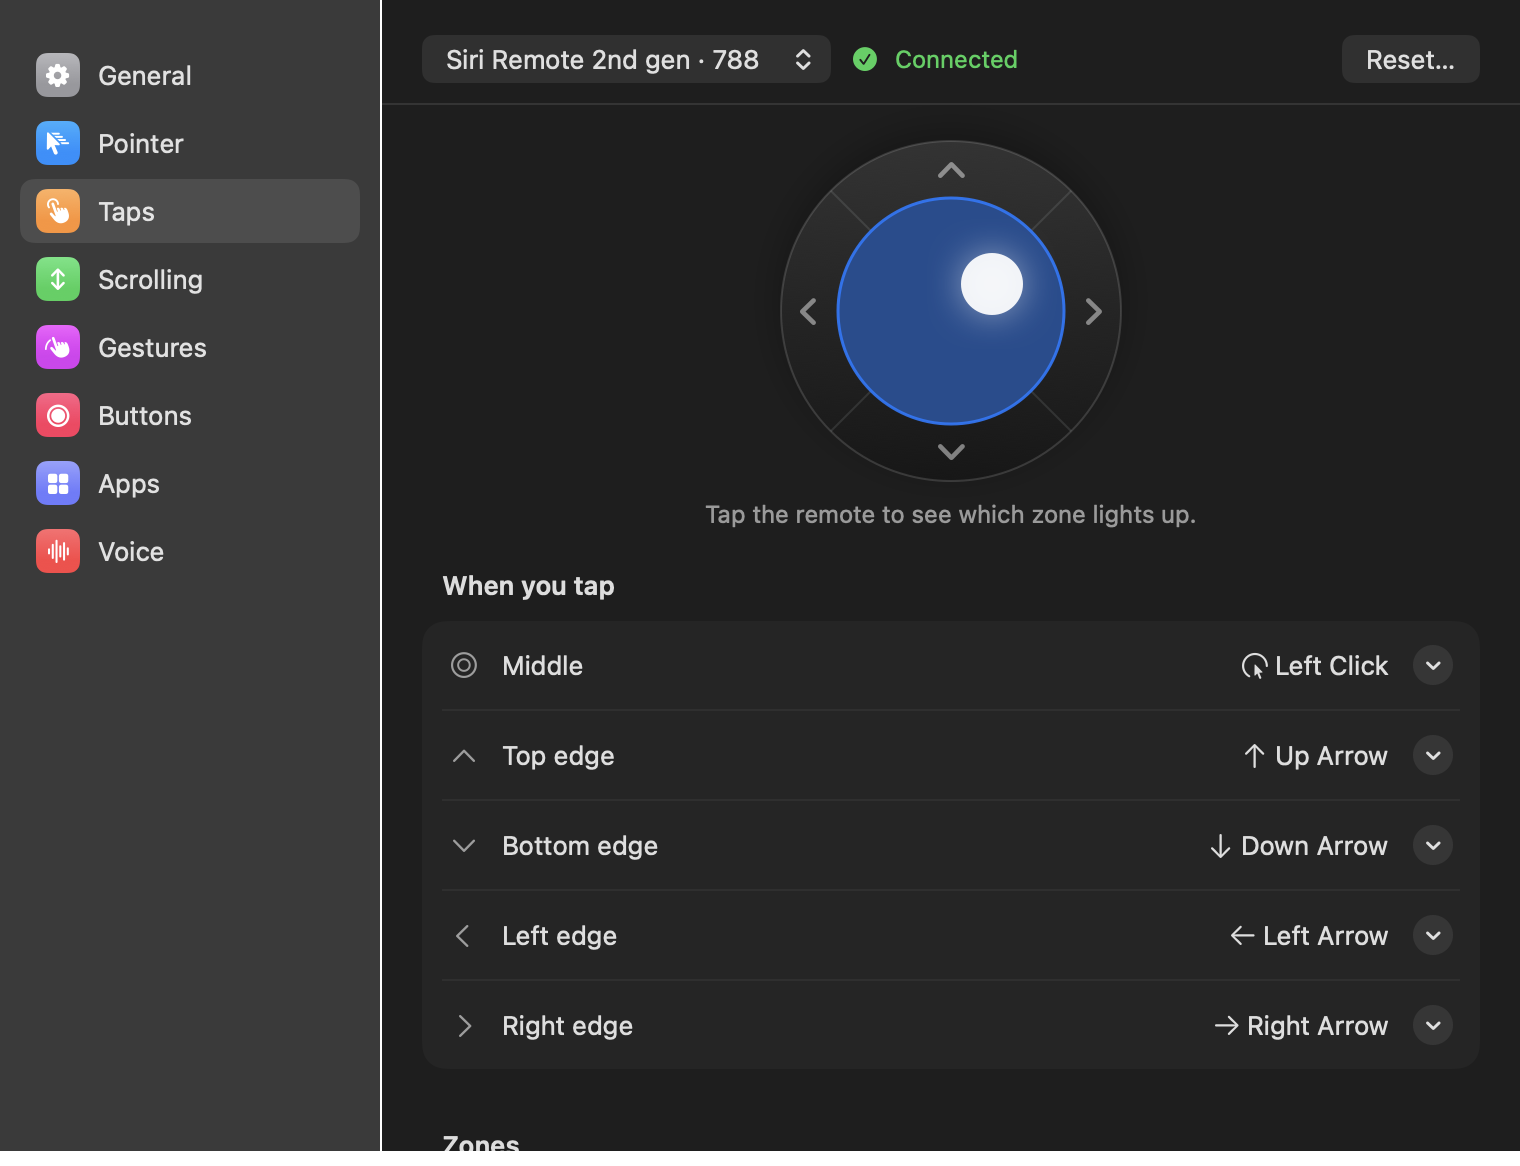 General
Pointer
Taps
Scrolling
Gestures
Buttons
Apps
Voice
Siri Remote 2nd gen · 788
Connected
Reset...
Tap the remote to see which zone lights up.
When you tap
Middle
Left Click
Top edge
Up Arrow
Bottom edge
Down Arrow
Left edge
Left Arrow
Right edge
Right Arrow
Zones